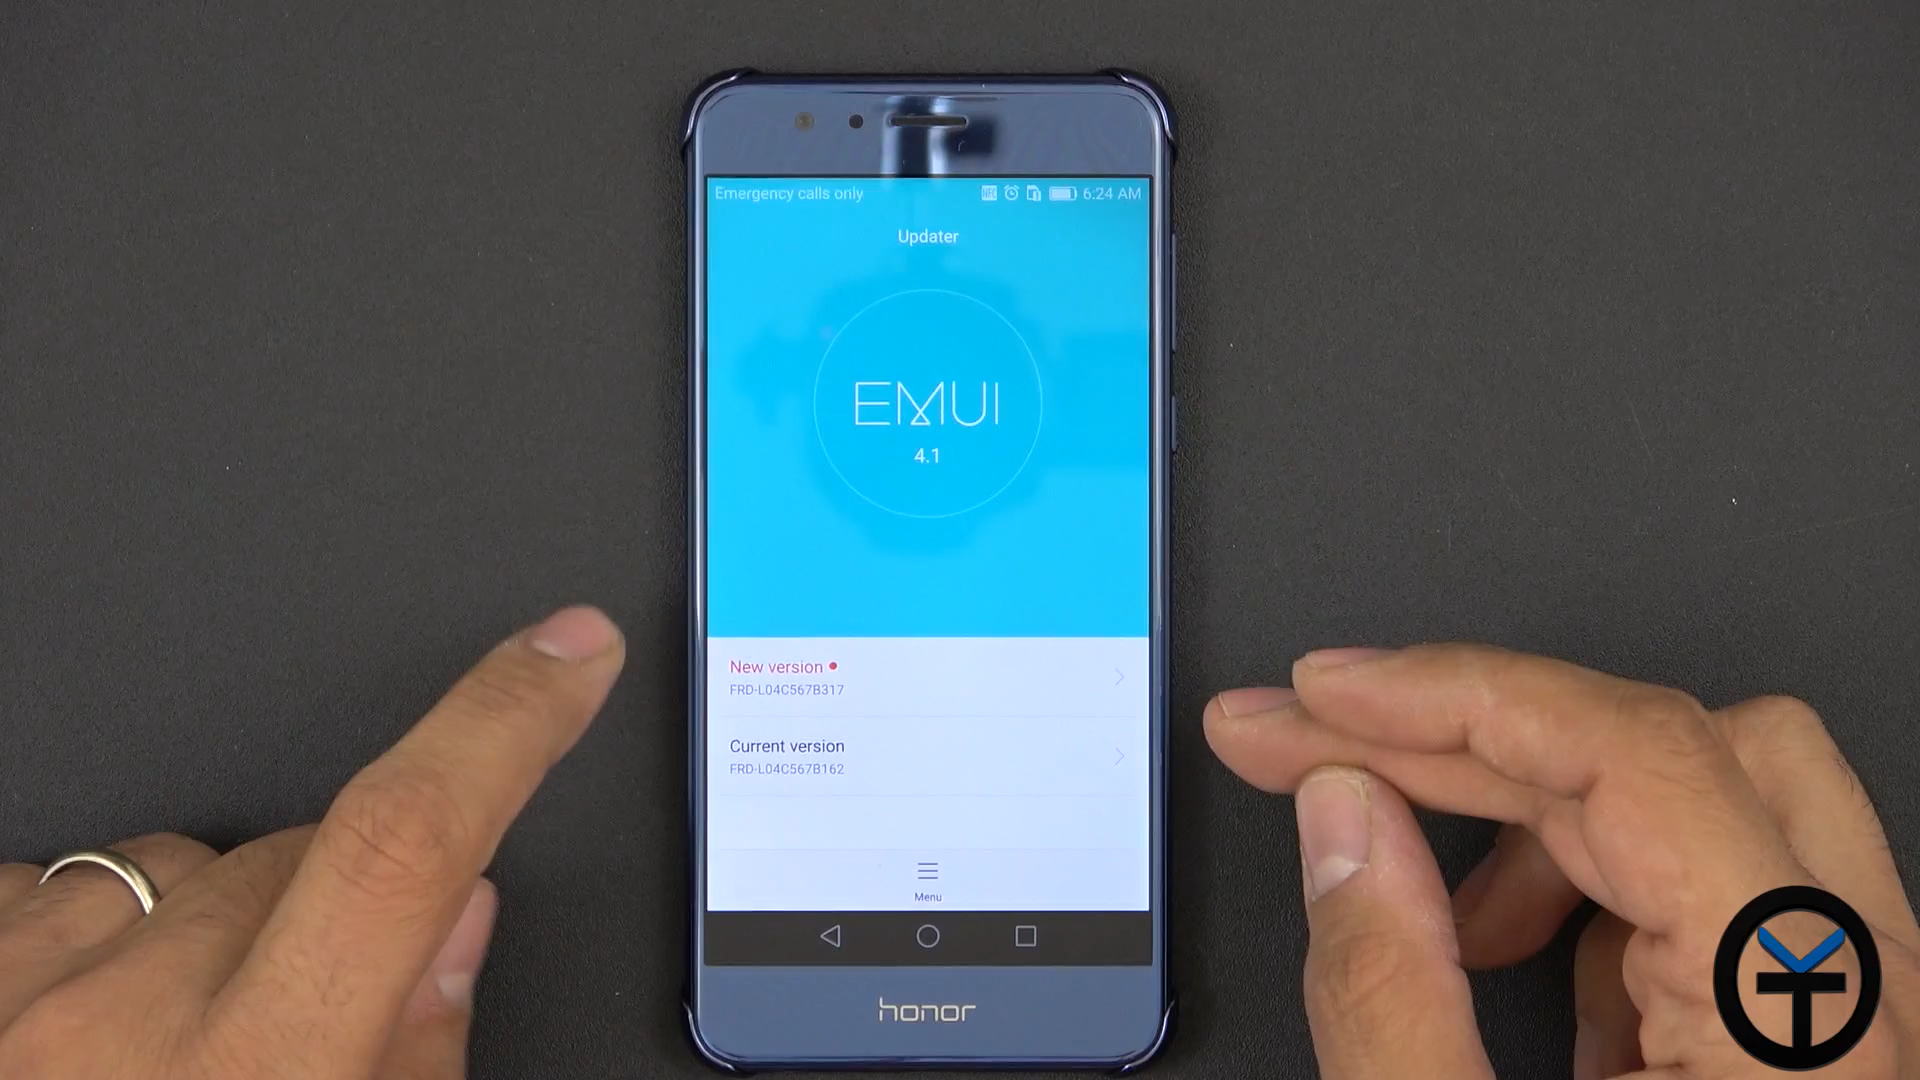 Emergency calls only 6:24 AM
Updater
EMUI
4.1
New version
FRD-L04C567B317
Current version
FRD-L04C567B162
Menu
honor